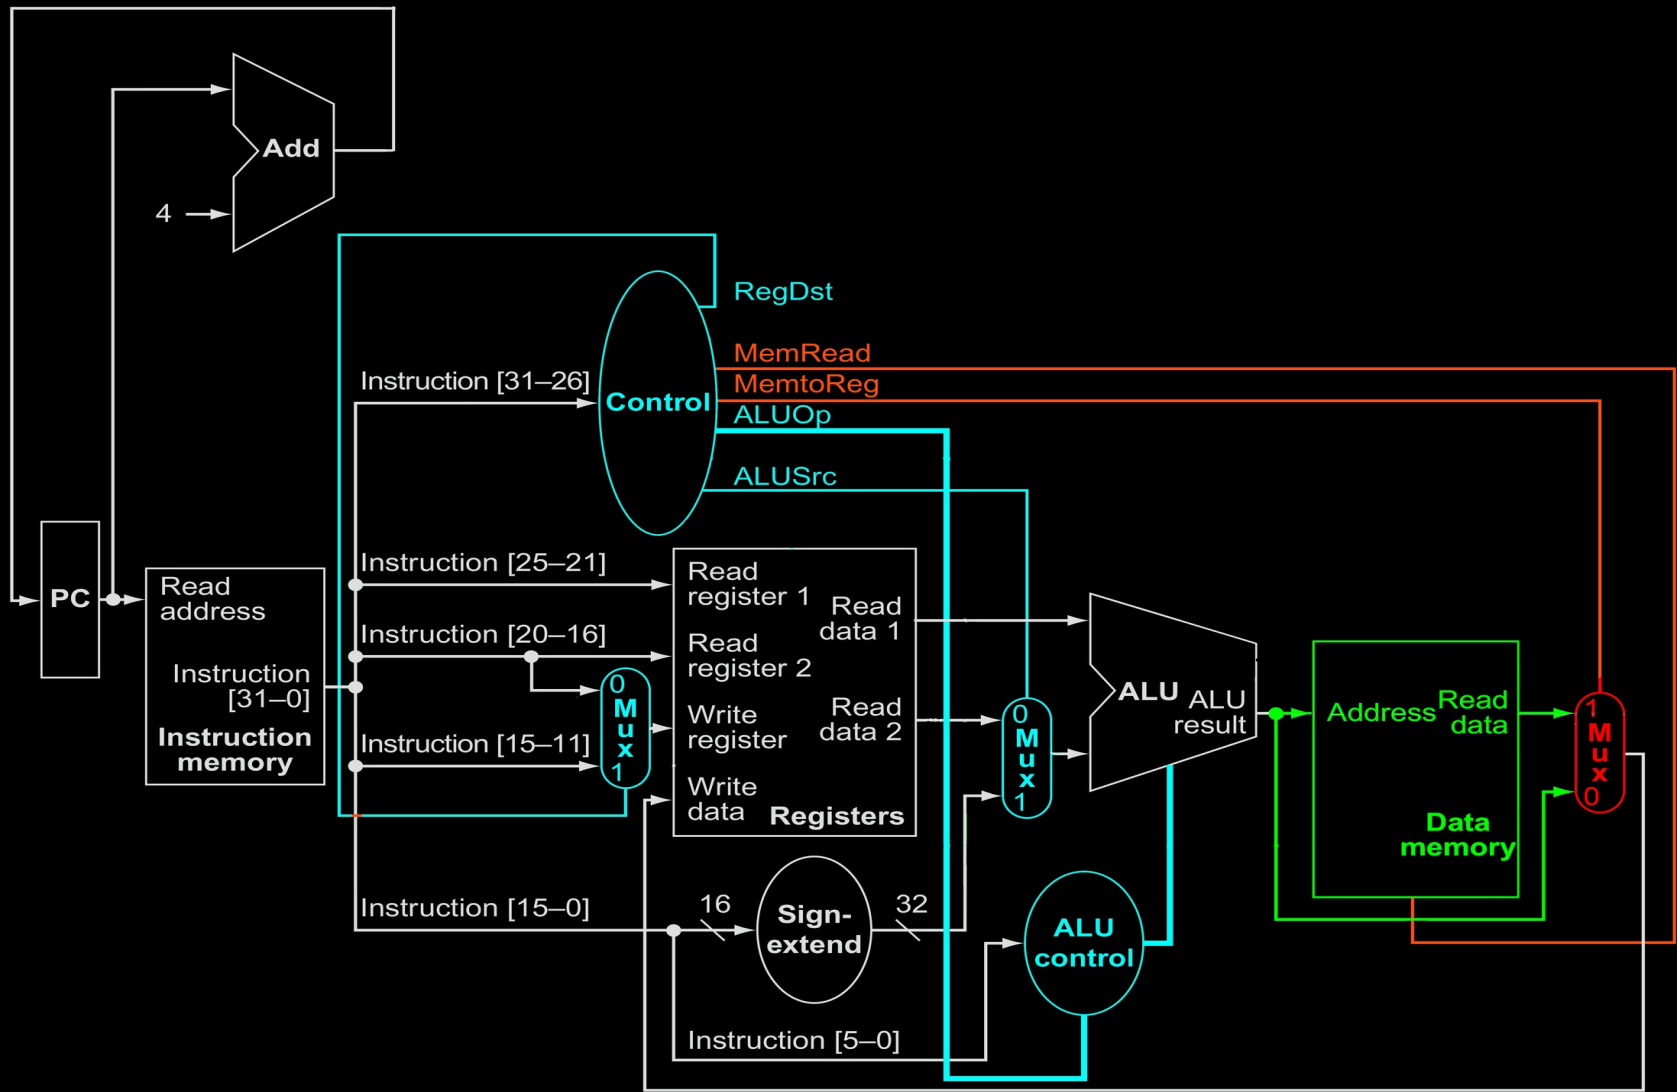 Add
4
RegDst
MemRead
MemtoReg
ALUOp
ALUSrc
Control
Instruction [31–26]
PC
Read
address
Instruction
[31–0]
Instruction
memory
Instruction [25–21]
Instruction [20–16]
Instruction [15–11]
Instruction [15–0]
Instruction [5–0]
0
M
u
x
1
Read
register 1
Read
register 2
Write
register
Write
data
Read
data 1
Read
data 2
Registers
16
Sign-
extend
32
0
M
u
x
1
ALU
ALU
result
ALU
control
Address
Read
data
Data
memory
1
M
u
x
0